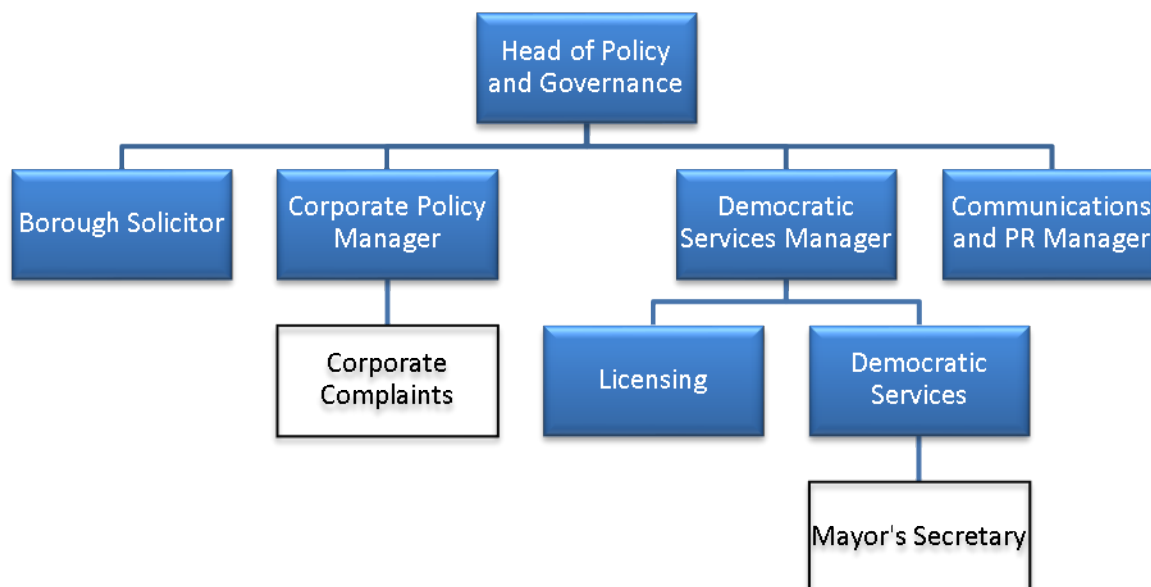 Head of Policy
and Governance
Borough Solicitor
Corporate Policy
Manager
Democratic
Services Manager
Communications
and PR Manager
Corporate
Complaints
Licensing
Democratic
Services
Mayor's Secretary